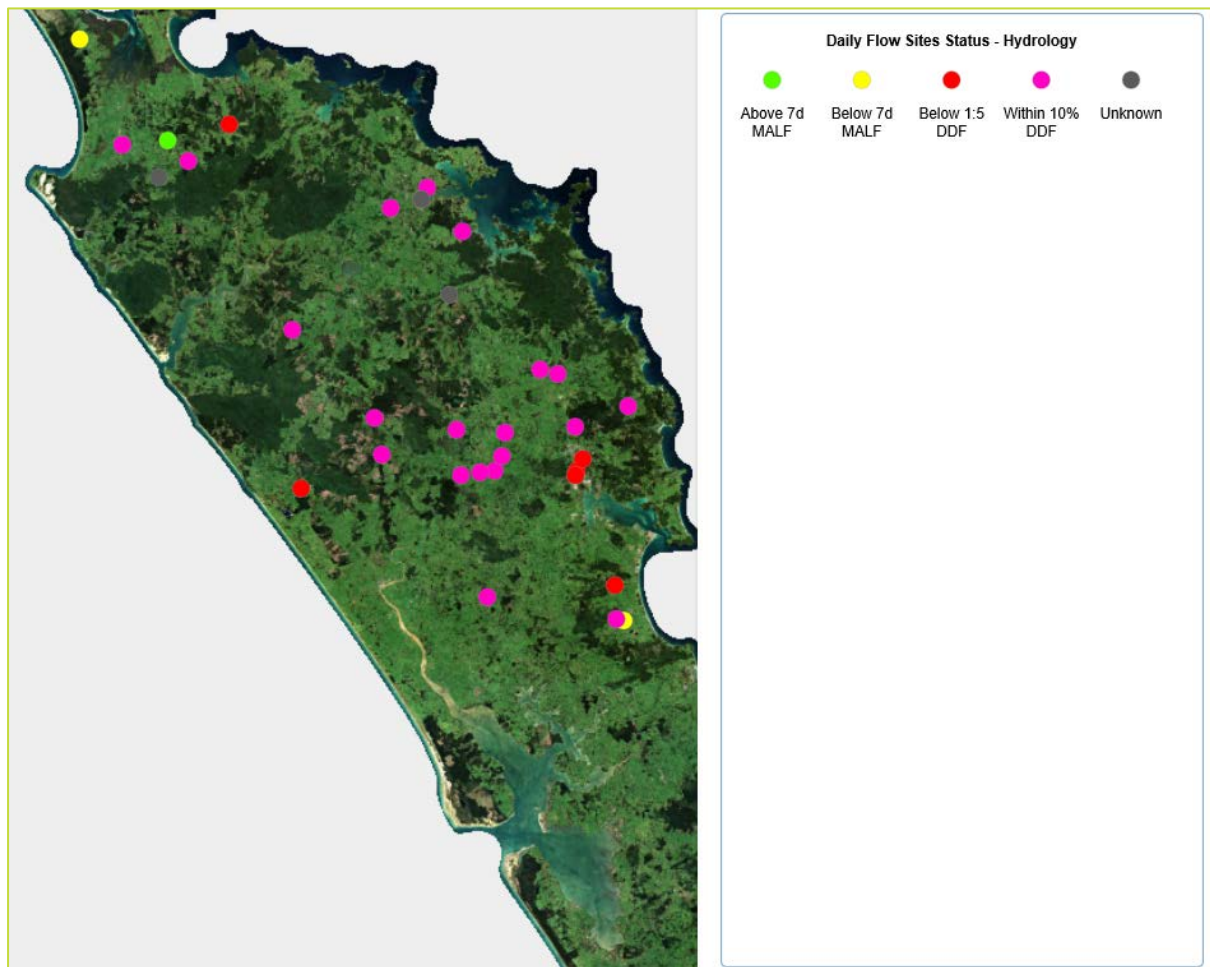 Daily Flow Sites Status - Hydrology
Above 7d
MALF
Below 7d
MALF
Below 1:5
DDF
Within 10%
DDF
Unknown